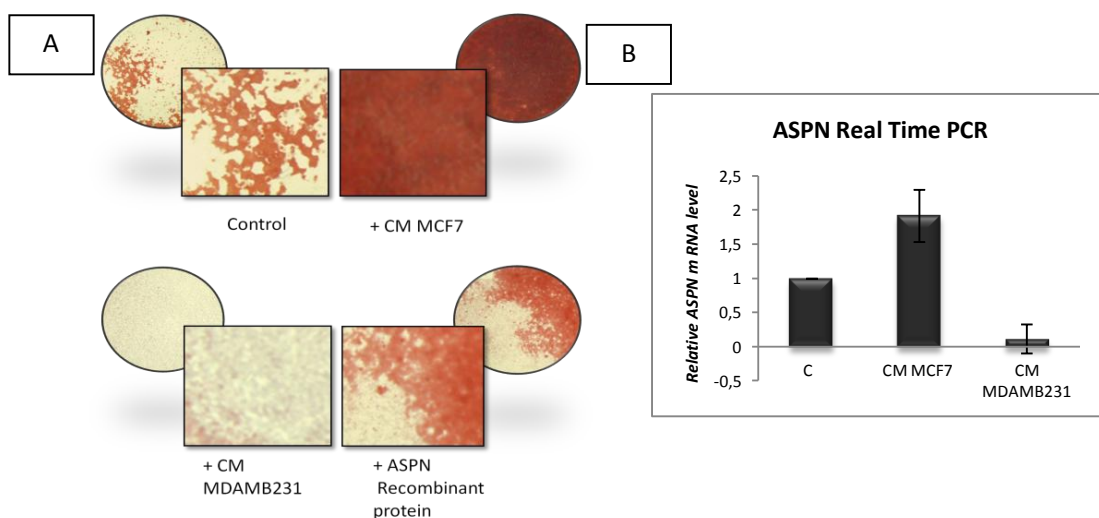 A
B
Control
+ CM MCF7
+ CM
MDAMB231
+ ASPN
Recombinant
protein
ASPN Real Time PCR
Relative ASPN m RNA level
2,5
2
1,5
1
0,5
0
-0,5
C
CM MCF7
CM
MDAMB231